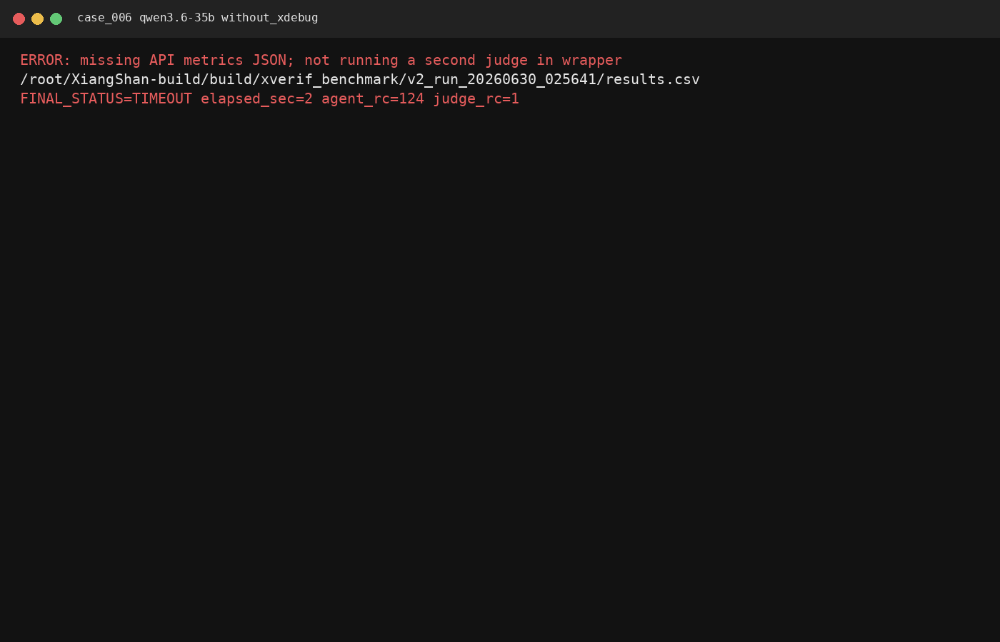 case_006 qwen3.6-35b without_xdebug
ERROR: missing API metrics JSON; not running a second judge in wrapper
/root/XiangShan-build/build/xverif_benchmark/v2_run_20260630_025641/results.csv
FINAL_STATUS=TIMEOUT elapsed_sec=2 agent_rc=124 judge_rc=1